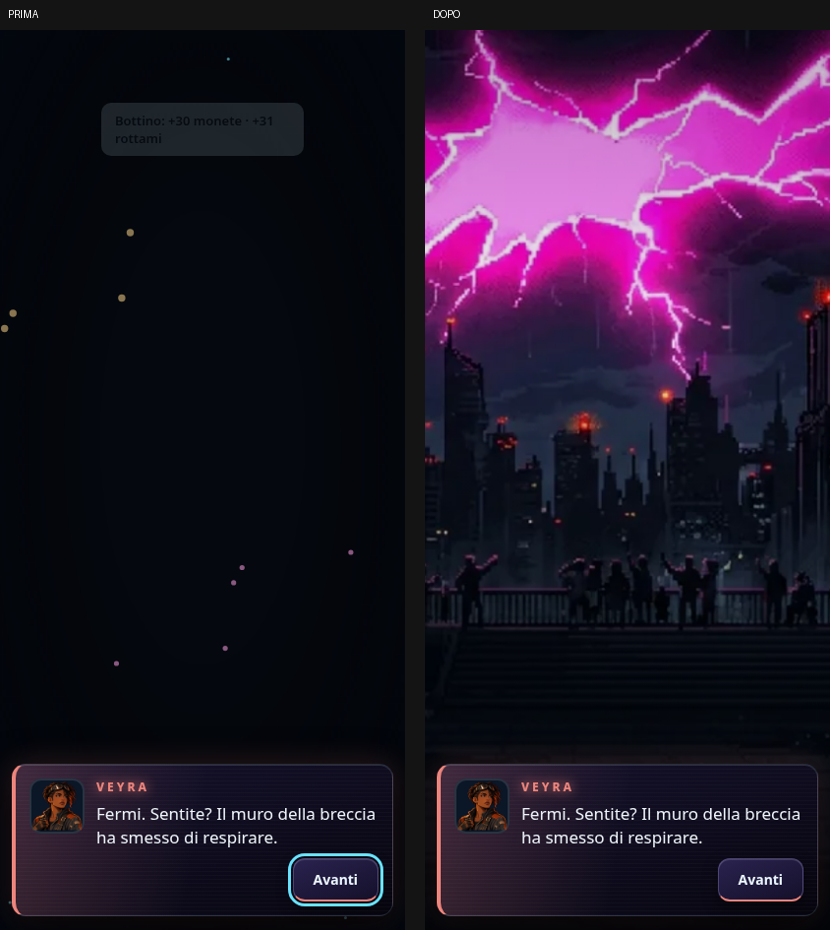 PRIMA
DOPO
Bottino: +30 monete · +31
rottami
VEYRA
Fermi. Sentite? Il muro della breccia
ha smesso di respirare.
Avanti
VEYRA
Fermi. Sentite? Il muro della breccia
ha smesso di respirare.
Avanti